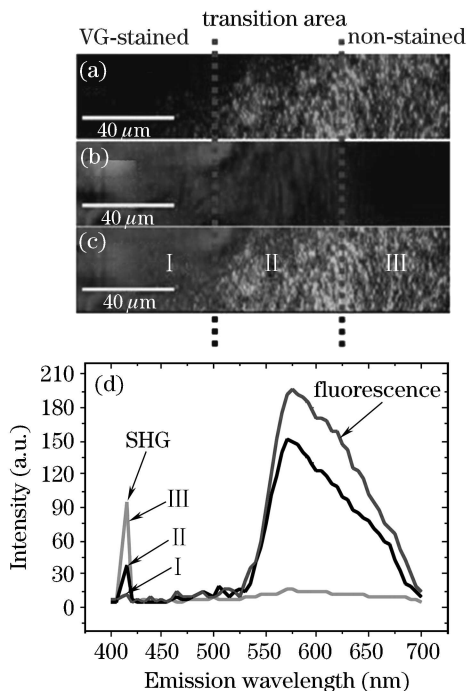 transition area
VG-stained
non-stained
(a)
40 μm
(b)
40 μm
(c)
I
II
III
40 μm
(d)
210
180
150
120
90
60
30
0
Intensity (a.u.)
SHG
III
II
I
fluorescence
400 450 500 550 600 650 700
Emission wavelength (nm)